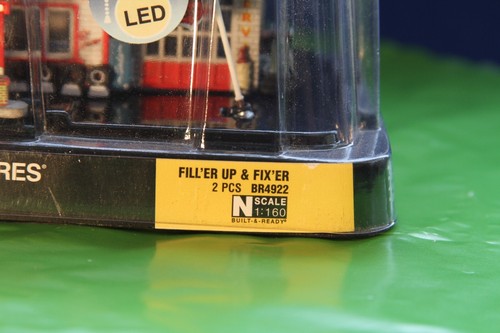 LED
RES®
FILL'ER UP & FIX'ER
2 PCS BR4922
N SCALE
1:160
BUILT-&-READY®